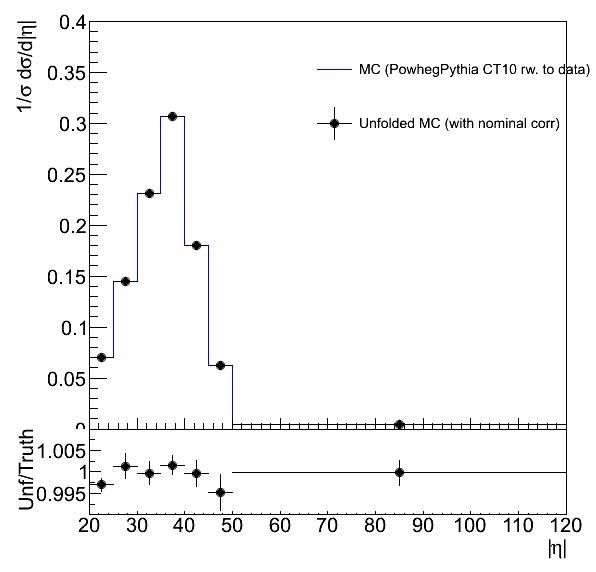 1/σ dσ/d|η|
0.4
0.35
0.3
0.25
0.2
0.15
0.1
0.05
0
MC (PowhegPythia CT10 rw. to data)
Unfolded MC (with nominal corr)
Unf/Truth
1.005
1
0.995
20 30 40 50 60 70 80 90 100 110 120
|η|